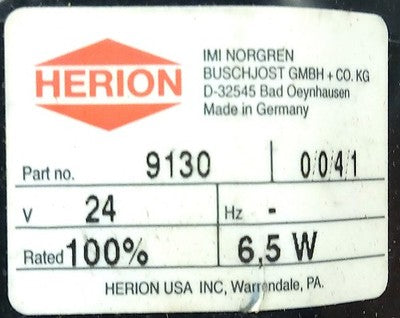 HERION
IMI NORGREN
BUSCHJOST GMBH + CO. KG
D-32545 Bad Oeynhausen
Made in Germany
Part no. 9130 0041
V 24 Hz -
Rated 100% 6,5 W
HERION USA INC, Warrendale, PA.